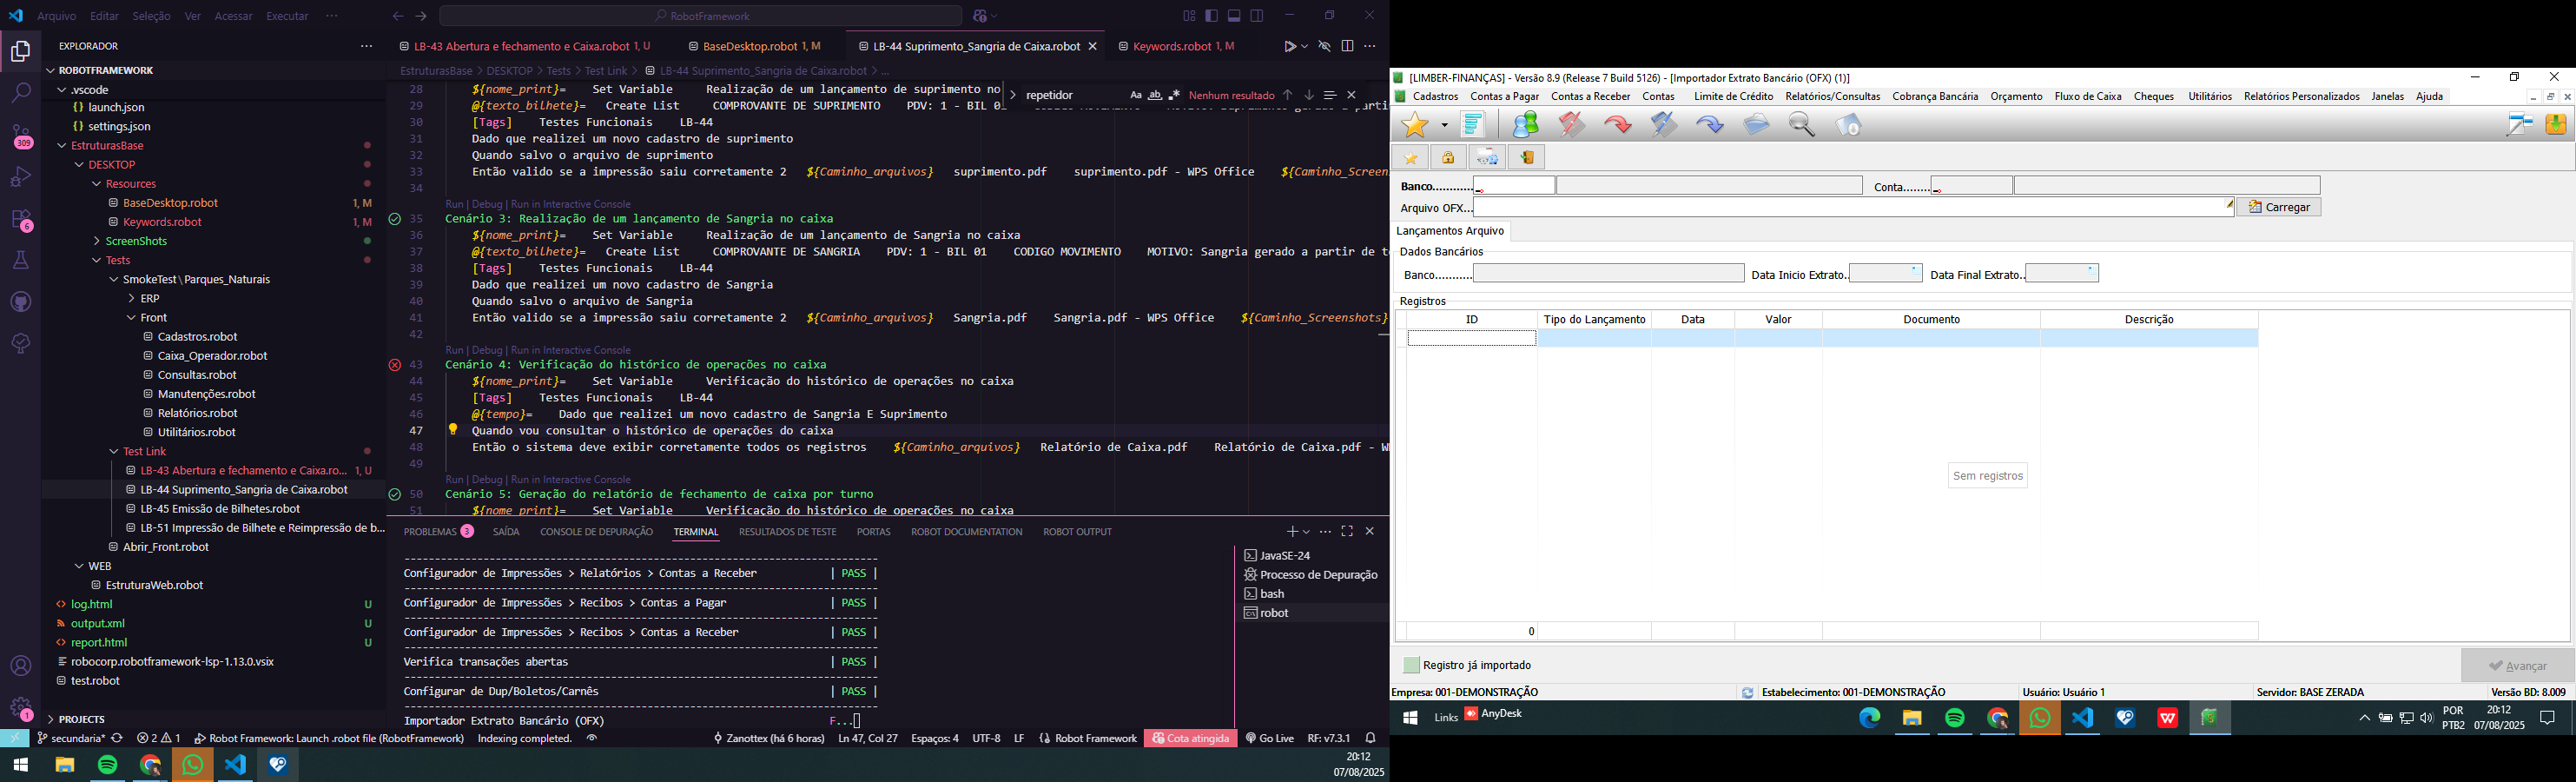 Arquivo Editar Seleção Ver Acessar Executar ··· RobotFramework
EXPLORADOR
ROBOTFRAMEWORK
.vscode
launch.json
settings.json
EstruturasBase
DESKTOP
Resources
BaseDesktop.robot 1, M
Keywords.robot 1, M
ScreenShots
Tests
SmokeTest\Parques_Naturais
ERP
Front
Cadastros.robot
Caixa_Operador.robot
Consultas.robot
Manutenções.robot
Relatórios.robot
Utilitários.robot
Test Link
LB-43 Abertura e fechamento e Caixa.ro... 1, U
LB-44 Suprimento_Sangria de Caixa.robot
LB-45 Emissão de Bilhetes.robot
LB-51 Impressão de Bilhete e Reimpressão de b...
Abrir_Front.robot
WEB
EstruturaWeb.robot
log.html U
output.xml U
report.html U
robocorp.robotframework-lsp-1.13.0.vsix
test.robot
PROJECTS
309
6
1
LB-43 Abertura e fechamento e Caixa.robot 1, U BaseDesktop.robot 1, M LB-44 Suprimento_Sangria de Caixa.robot Keywords.robot 1, M
EstruturasBase > DESKTOP > Tests > Test Link > LB-44 Suprimento_Sangria de Caixa.robot > ...
repetidor Aa ab .* Nenhum resultado
28 ${nome_print}= Set Variable Realização de um lançamento de suprimento no
29 @{texto_bilhete}= Create List COMPROVANTE DE SUPRIMENTO PDV: 1 - BIL 01
30 [Tags] Testes Funcionais LB-44
31 Dado que realizei um novo cadastro de suprimento
32 Quando salvo o arquivo de suprimento
33 Então valido se a impressão saiu corretamente 2 ${Caminho_arquivos} suprimento.pdf suprimento.pdf - WPS Office ${Caminho_Screen
34
Run | Debug | Run in Interactive Console
35 Cenário 3: Realização de um lançamento de Sangria no caixa
36 ${nome_print}= Set Variable Realização de um lançamento de Sangria no caixa
37 @{texto_bilhete}= Create List COMPROVANTE DE SANGRIA PDV: 1 - BIL 01 CODIGO MOVIMENTO MOTIVO: Sangria gerado a partir de te
38 [Tags] Testes Funcionais LB-44
39 Dado que realizei um novo cadastro de Sangria
40 Quando salvo o arquivo de Sangria
41 Então valido se a impressão saiu corretamente 2 ${Caminho_arquivos} Sangria.pdf Sangria.pdf - WPS Office ${Caminho_Screenshots}
42
Run | Debug | Run in Interactive Console
43 Cenário 4: Verificação do histórico de operações no caixa
44 ${nome_print}= Set Variable Verificação do histórico de operações no caixa
45 [Tags] Testes Funcionais LB-44
46 @{tempo}= Dado que realizei um novo cadastro de Sangria E Suprimento
47 Quando vou consultar o histórico de operações do caixa
48 Então o sistema deve exibir corretamente todos os registros ${Caminho_arquivos} Relatório de Caixa.pdf Relatório de Caixa.pdf - W
49
Run | Debug | Run in Interactive Console
50 Cenário 5: Geração do relatório de fechamento de caixa por turno
51 ${nome_print}= Set Variable Verificação do histórico de operações no caixa
PROBLEMAS 3 SAÍDA CONSOLE DE DEPURAÇÃO TERMINAL RESULTADOS DE TESTE PORTAS ROBOT DOCUMENTATION ROBOT OUTPUT
Configurador de Impressões > Relatórios > Contas a Receber | PASS |
Configurador de Impressões > Recibos > Contas a Pagar | PASS |
Configurador de Impressões > Recibos > Contas a Receber | PASS |
Verifica transações abertas | PASS |
Configurar de Dup/Boletos/Carnês | PASS |
Importador Extrato Bancário (OFX) F...
JavaSE-24
Processo de Depuração
bash
robot
secundaria* 2 1 Robot Framework: Launch .robot file (RobotFramework) Indexing completed. Zanottex (há 6 horas) Ln 47, Col 27 Espaços: 4 UTF-8 LF Robot Framework Cota atingida Go Live RF: v7.3.1
20:12
07/08/2025
[LIMBER-FINANÇAS] - Versão 8.9 (Release 7 Build 5126) - [Importador Extrato Bancário (OFX) (1)]
Cadastros Contas a Pagar Contas a Receber Contas Limite de Crédito Relatórios/Consultas Cobrança Bancária Orçamento Fluxo de Caixa Cheques Utilitários Relatórios Personalizados Janelas Ajuda
Banco............ Conta........
Arquivo OFX... Carregar
Lançamentos Arquivo
Dados Bancários
Banco........... Data Inicio Extrato.. Data Final Extrato..
Registros
ID Tipo do Lançamento Data Valor Documento Descrição
Sem registros
0
Registro já importado Avançar
Empresa: 001-DEMONSTRAÇÃO Estabelecimento: 001-DEMONSTRAÇÃO Usuário: Usuário 1 Servidor: BASE ZERADA Versão BD: 8.009
Links AnyDesk POR 20:12
PTB2 07/08/2025